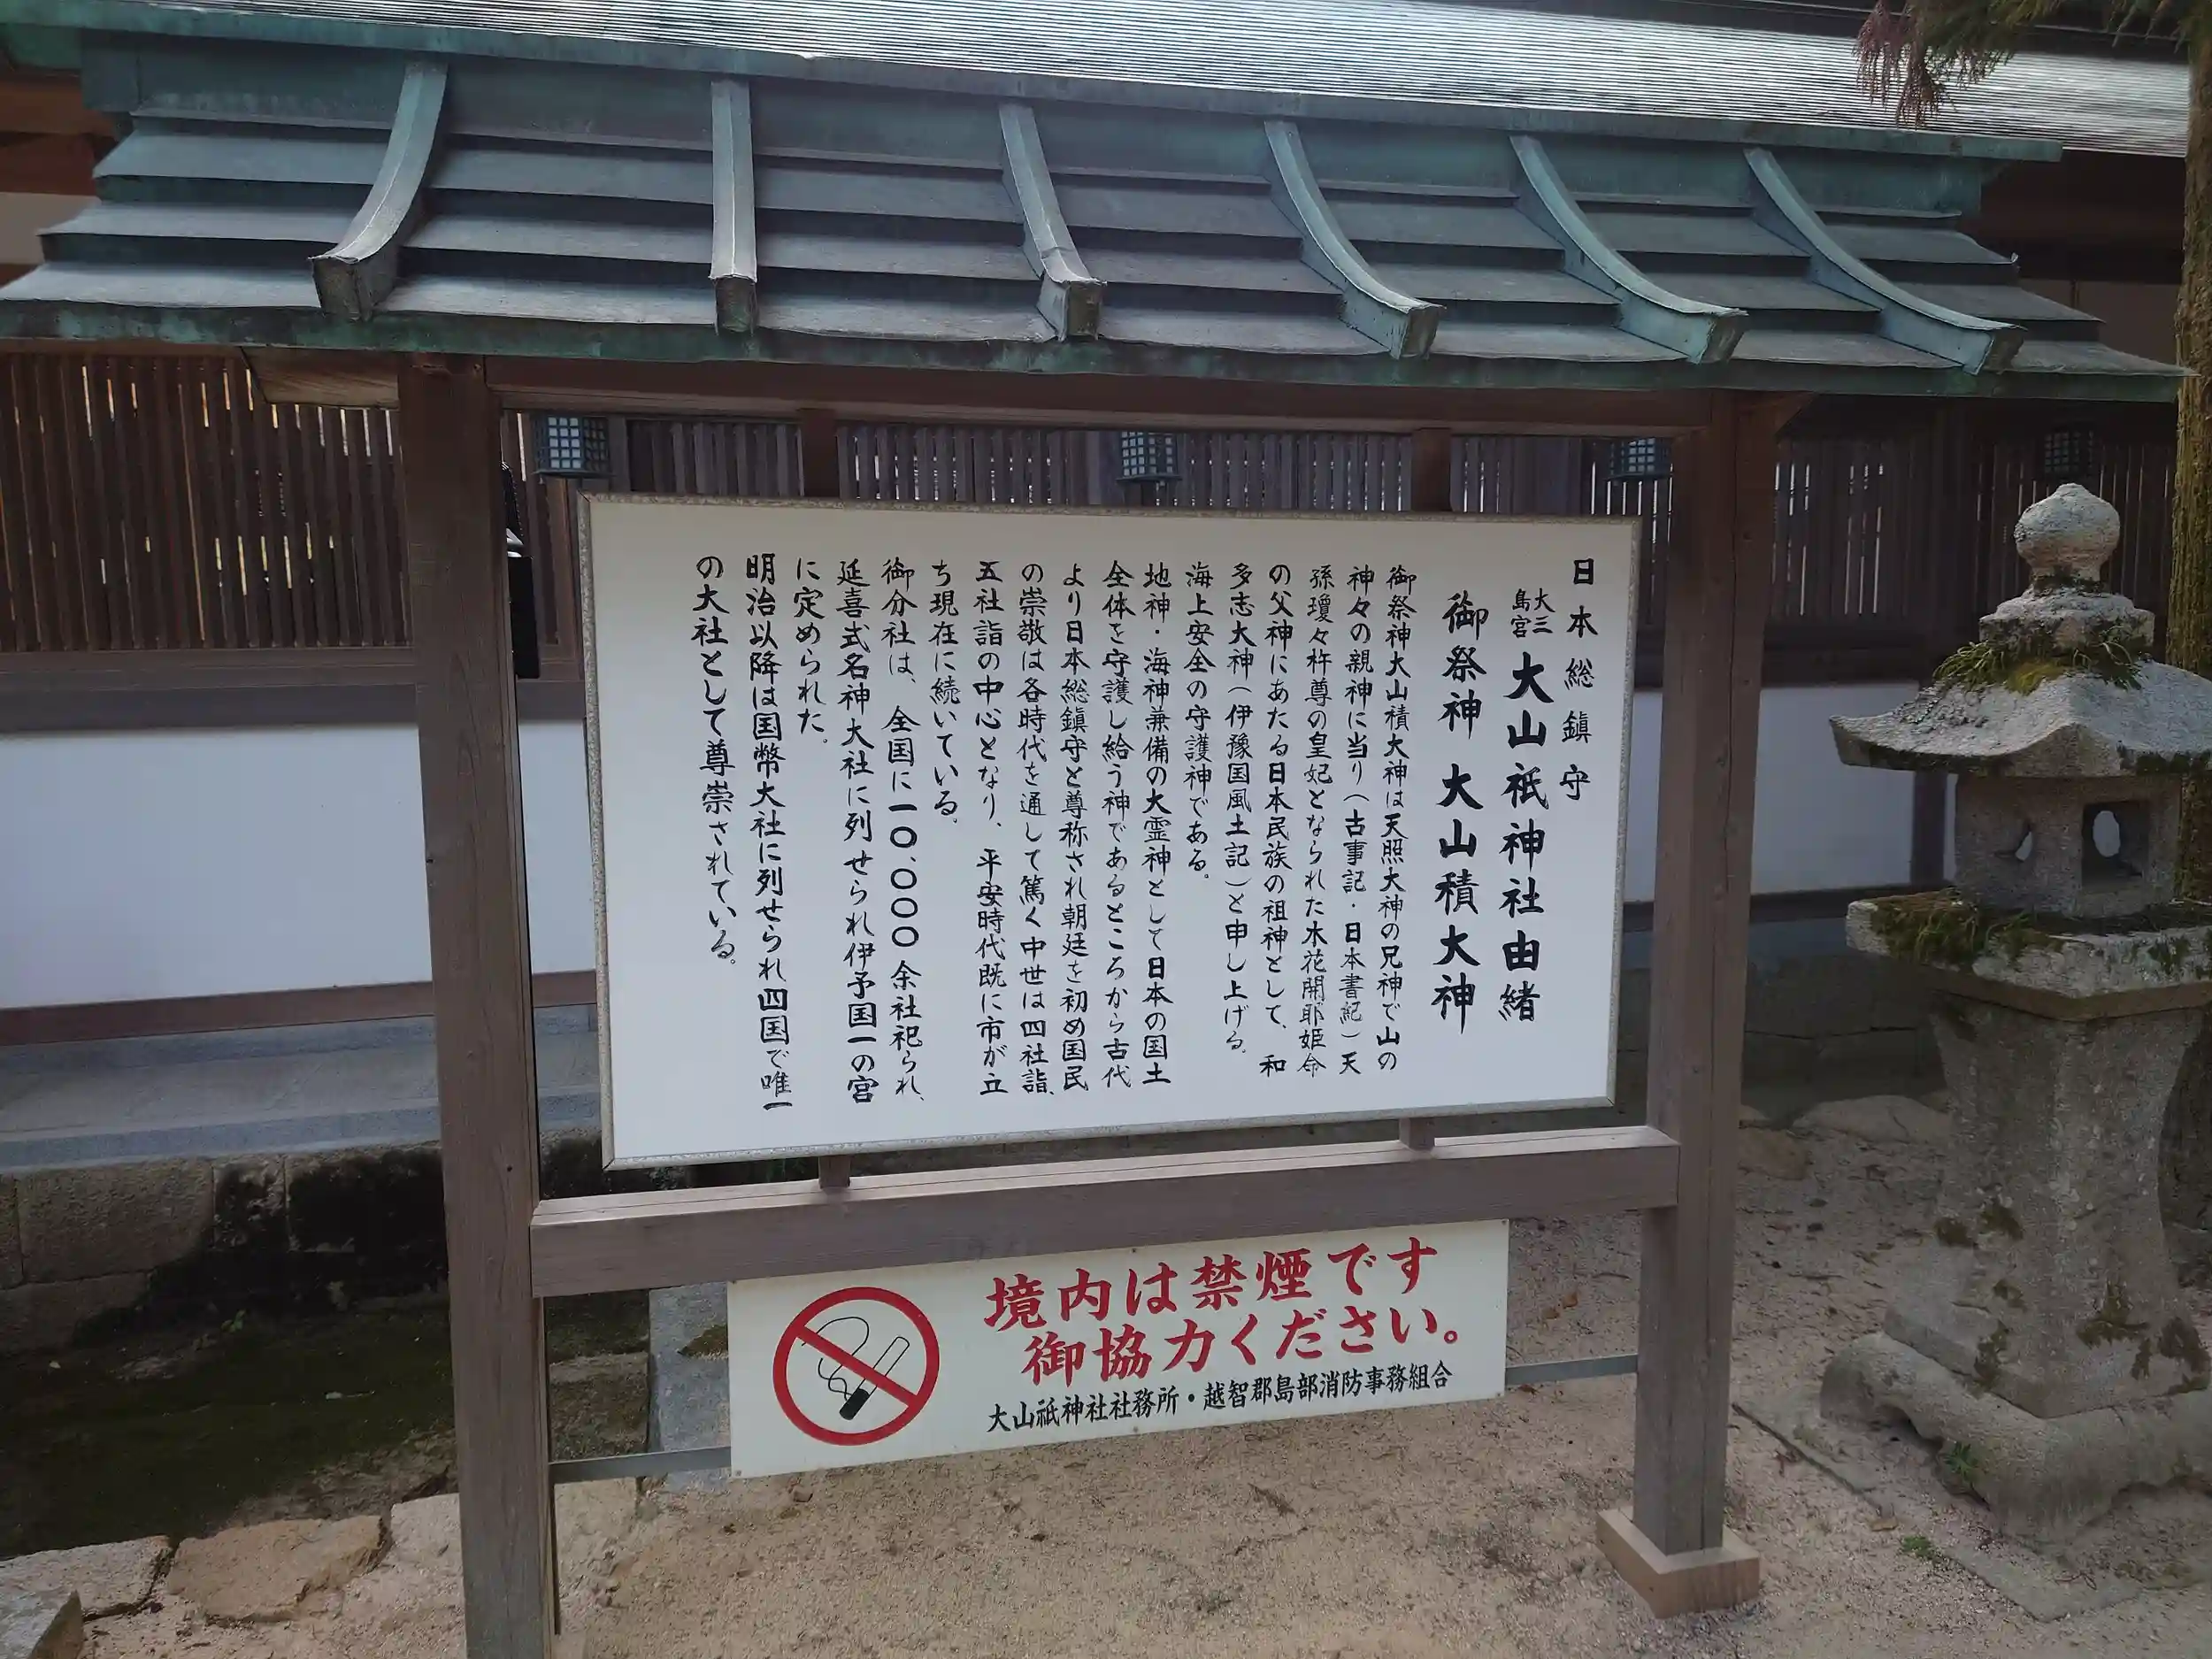 日本総鎮守
大三島宮 大山祇神社由緒
御祭神 大山積大神
御祭神大山積大神は天照大神の兄神で山の
神々の親神に当り(古事記・日本書紀)天
孫瓊々杵尊の皇妃となられた木花開耶姫命
の父神にあたる日本民族の祖神として、和
多志大神(伊豫国風土記)と申し上げる。
海上安全の守護神である。
地神・海神兼備の大霊神として日本の国土
全体を守護し給う神であるところから古代
より日本総鎮守と尊称され朝廷を初め国民
の崇敬は各時代を通して篤く中世は四社詣、
五社詣の中心となり、平安時代既に市が立
ち現在に続いている。
御分社は、全国に一〇、〇〇〇余社祀られ、
延喜式名神大社に列せられ伊予国一の宮
に定められた。
明治以降は国幣大社に列せられ四国で唯一
の大社として尊崇されている。
境内は禁煙です
御協力ください。
大山祇神社社務所・越智郡島部消防事務組合